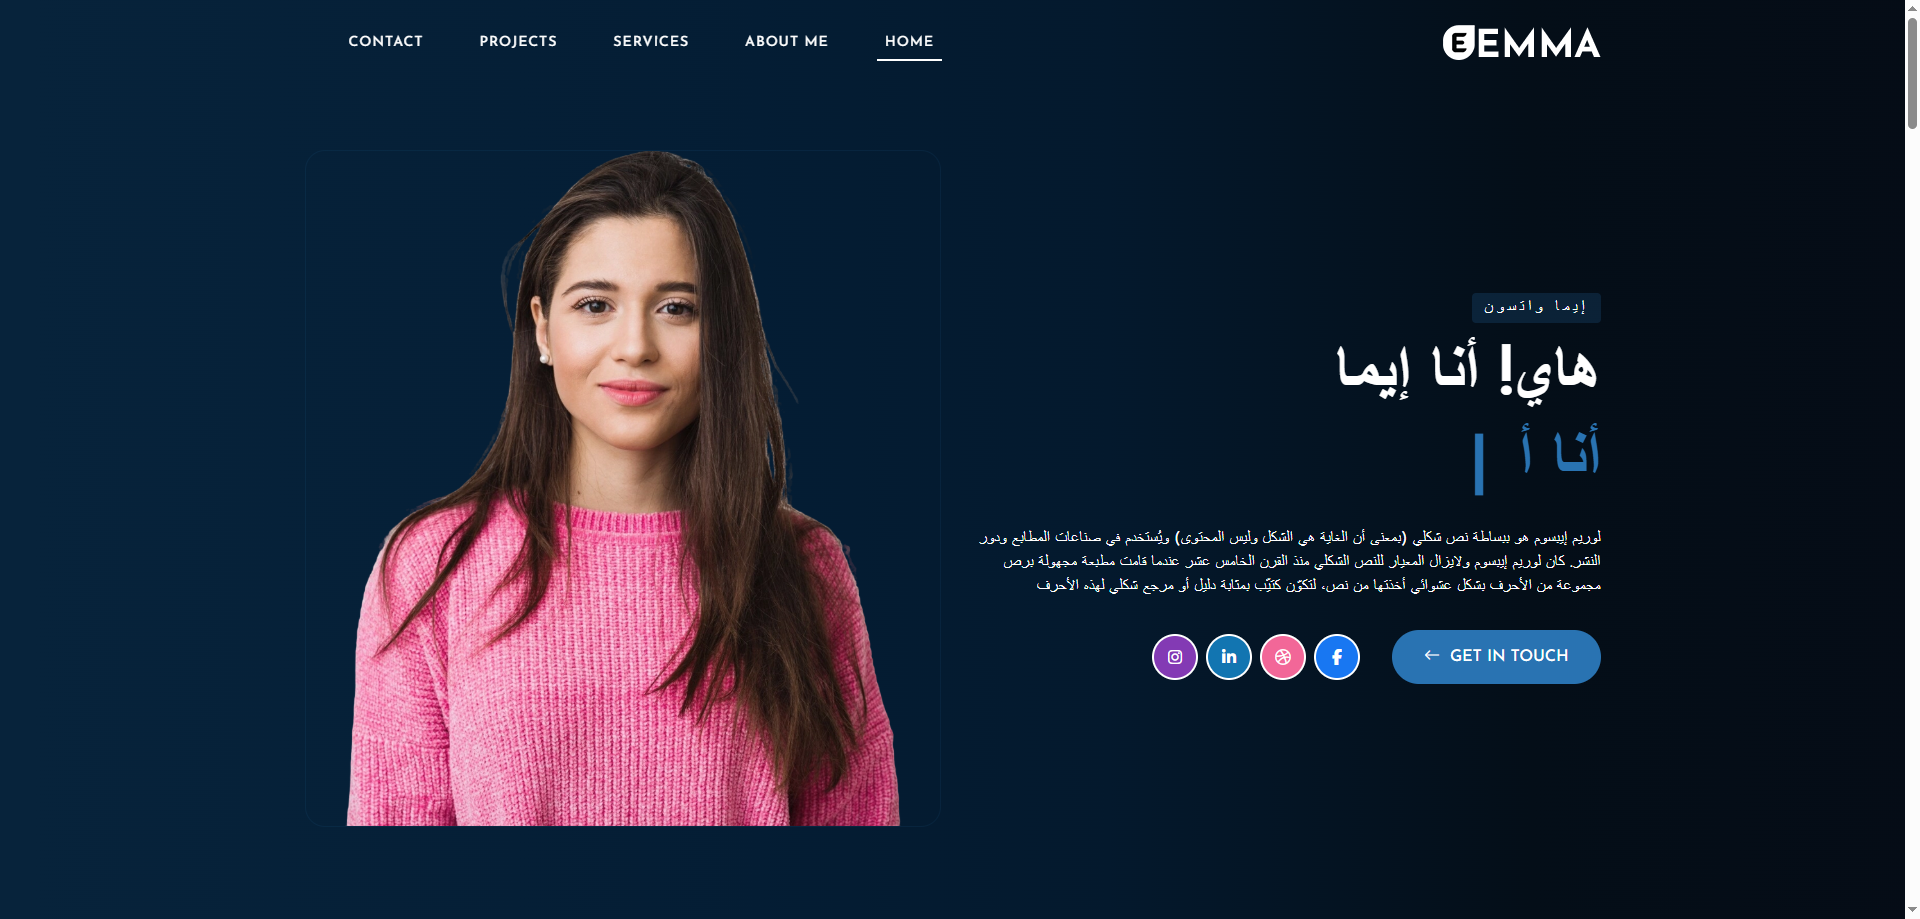 EMMA
HOME
ABOUT ME
SERVICES
PROJECTS
CONTACT
إيما واتسون
هاي! أنا إيما
أنا أ |
لوريم إيبسوم هو ببساطة نص شكلي (بمعنى أن الغاية هي الشكل وليس المحتوى) ويُستخدم في صناعات المطابع ودور
النشر. كان لوريم إيبسوم ولايزال المعيار للنص الشكلي منذ القرن الخامس عشر عندما قامت مطبعة مجهولة برص
مجموعة من الأحرف بشكل عشوائي أخذتها من نص، لتكوّن كتيّب بمثابة دليل أو مرجع شكلي لهذه الأحرف
GET IN TOUCH